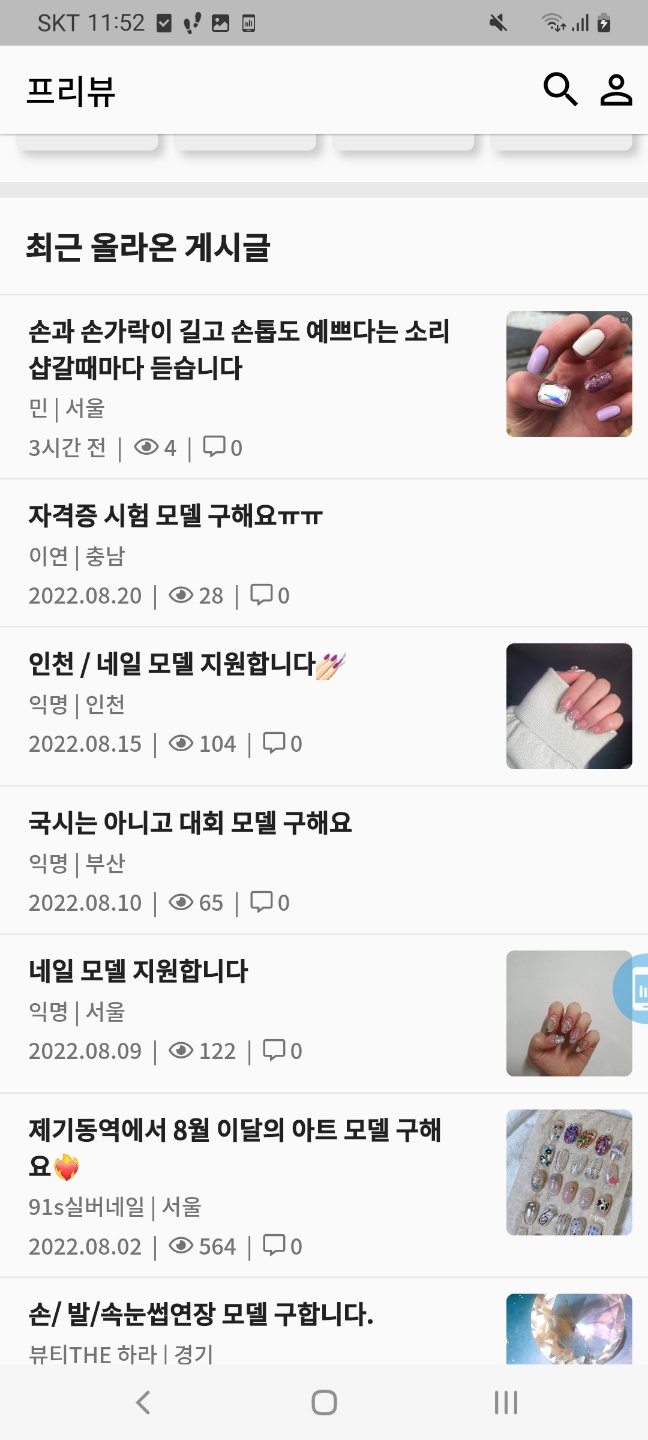 SKT 11:52
프리뷰
최근 올라온 게시글
손과 손가락이 길고 손톱도 예쁘다는 소리
샵갈때마다 듣습니다
민 | 서울
3시간 전 | 4 | 0
자격증 시험 모델 구해요ㅠㅠ
이연 | 충남
2022.08.20 | 28 | 0
인천 / 네일 모델 지원합니다💅
익명 | 인천
2022.08.15 | 104 | 0
국시는 아니고 대회 모델 구해요
익명 | 부산
2022.08.10 | 65 | 0
네일 모델 지원합니다
익명 | 서울
2022.08.09 | 122 | 0
제기동역에서 8월 이달의 아트 모델 구해
요❤️‍🔥
91s실버네일 | 서울
2022.08.02 | 564 | 0
손/ 발/속눈썹연장 모델 구합니다.
뷰티THE 하라 | 경기